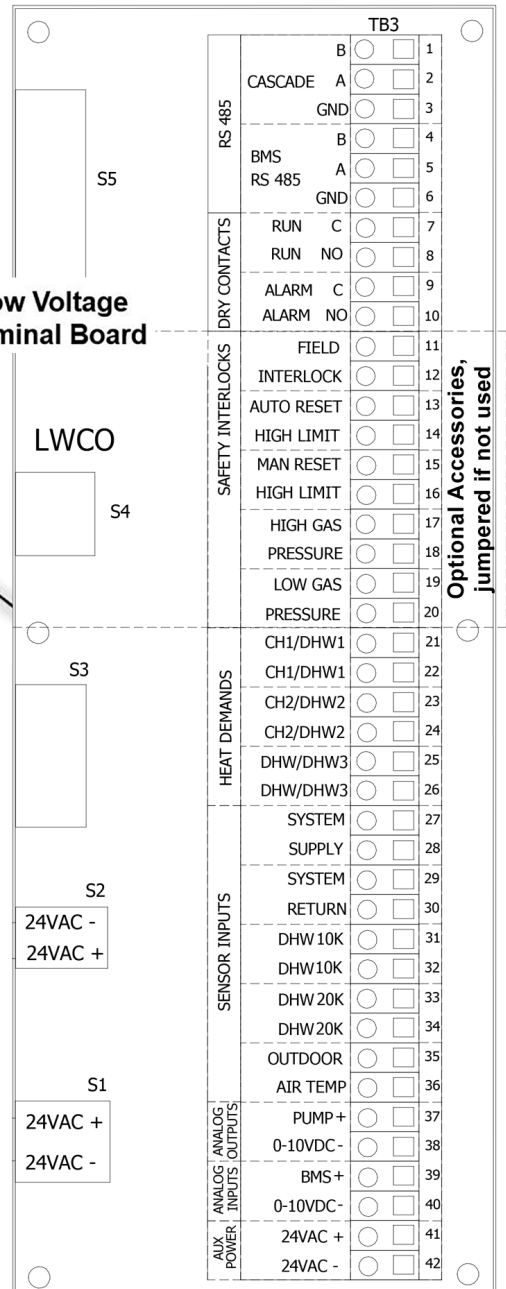 TB3
B 1
CASCADE A 2
GND 3
RS 485
B 4
BMS
RS 485
A 5
GND 6
S5
RUN C 7
RUN NO 8
DRY CONTACTS
ALARM C 9
ALARM NO 10
ow Voltage
minal Board
FIELD 11
INTERLOCK 12
AUTO RESET 13
HIGH LIMIT 14
SAFETY INTERLOCKS
MAN RESET 15
HIGH LIMIT 16
HIGH GAS 17
PRESSURE 18
LOW GAS 19
PRESSURE 20
Optional Accessories,
jumpered if not used
LWCO
S4
CH1/DHW1 21
CH1/DHW1 22
CH2/DHW2 23
CH2/DHW2 24
HEAT DEMANDS
DHW/DHW3 25
DHW/DHW3 26
S3
SYSTEM 27
SUPPLY 28
SYSTEM 29
RETURN 30
SENSOR INPUTS
DHW 10K 31
DHW 10K 32
DHW 20K 33
DHW 20K 34
OUTDOOR 35
AIR TEMP 36
S2
24VAC -
24VAC +
S1
24VAC +
24VAC -
ANALOG
OUTPUTS
PUMP + 37
0-10VDC - 38
ANALOG
INPUTS
BMS + 39
0-10VDC - 40
AUX
POWER
24VAC + 41
24VAC - 42